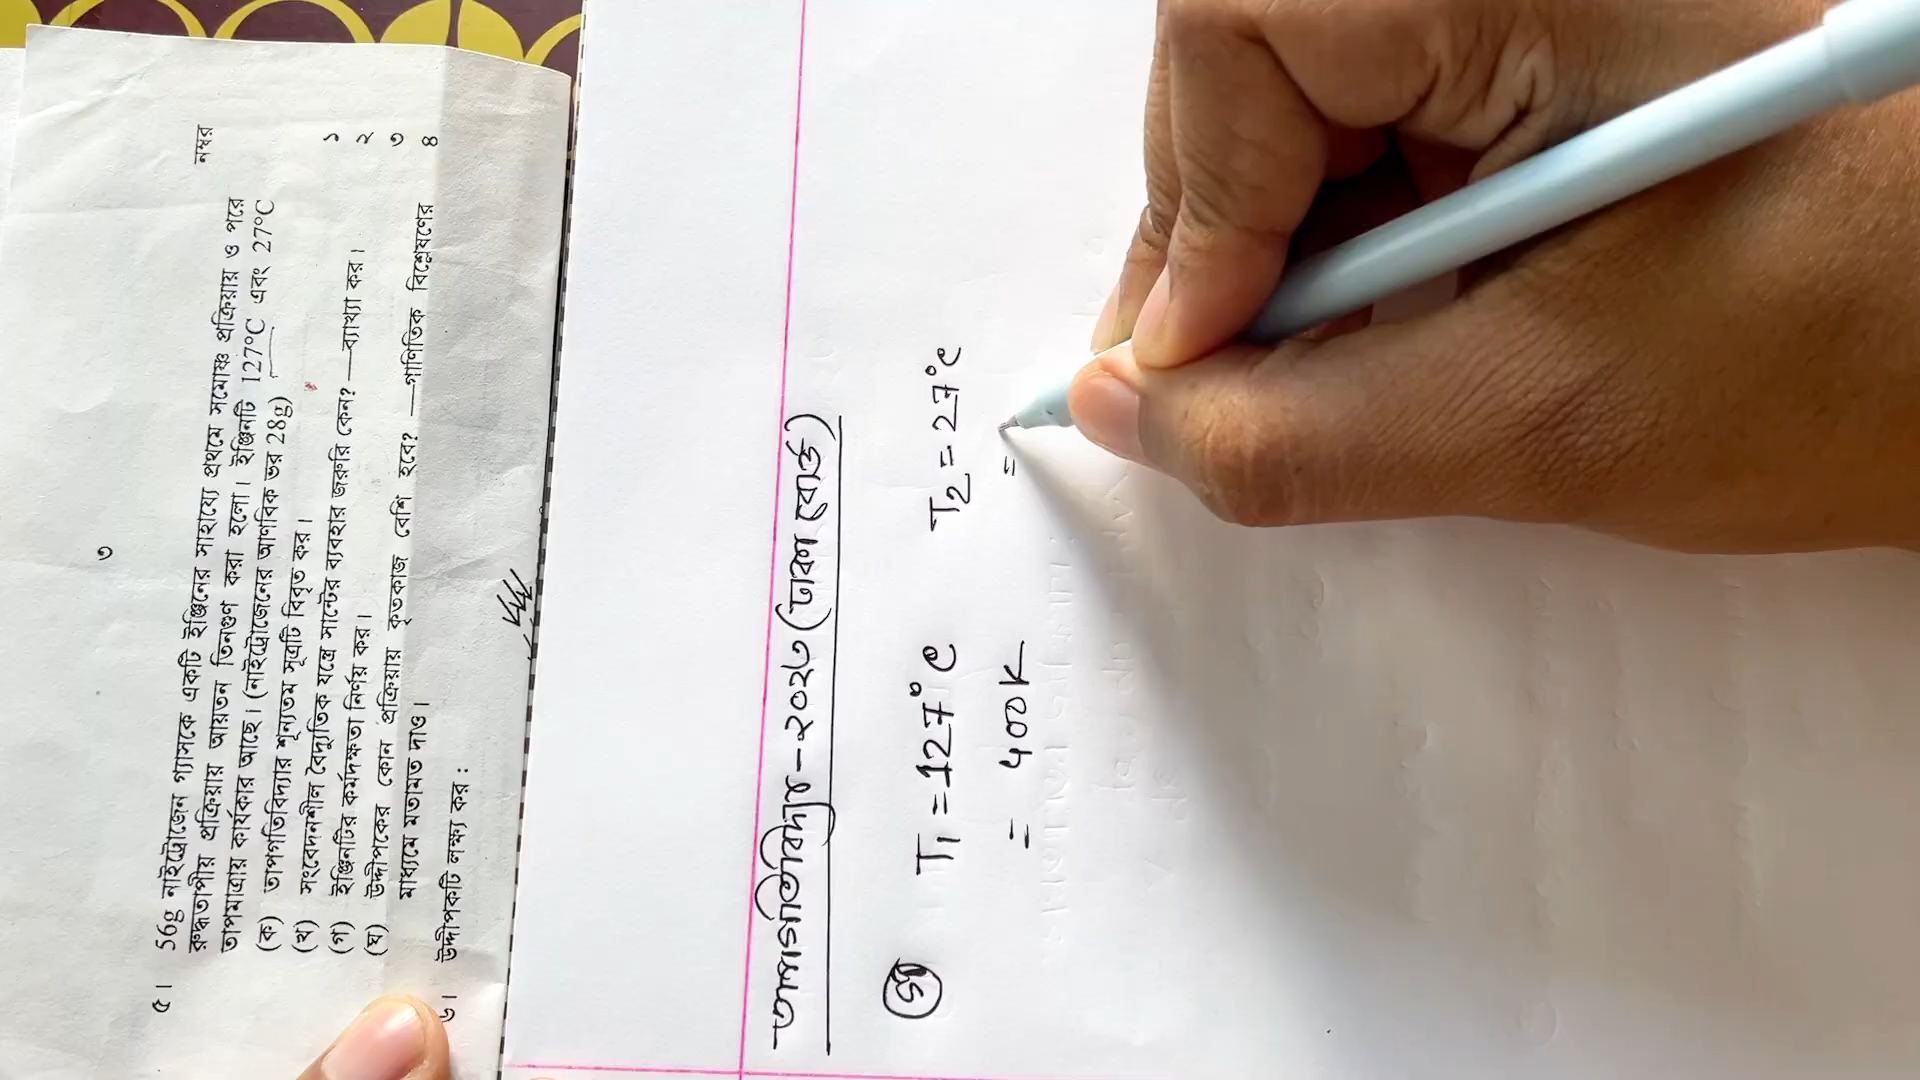 ৩
নম্বর
৫। 56g নাইট্রোজেন গ্যাসকে একটি ইঞ্জিনের সাহায্যে প্রথমে সমোষ্ণ প্রক্রিয়ায় ও পরে
রুদ্ধতাপীয় প্রক্রিয়ায় আয়তন তিনগুণ করা হলো। ইঞ্জিনটি 127°C এবং 27°C
তাপমাত্রায় কার্যকার আছে। (নাইট্রোজেনের আণবিক ভর 28g)
(ক) তাপগতিবিদ্যার শূন্যতম সূত্রটি বিবৃত কর। ১
(খ) সংবেদনশীল বৈদ্যুতিক যন্ত্রে সান্টের ব্যবহার জরুরি কেন? —ব্যাখ্যা কর। ২
(গ) ইঞ্জিনটির কর্মদক্ষতা নির্ণয় কর। ৩
(ঘ) উদ্দীপকের কোন প্রক্রিয়ায় কৃতকাজ বেশি হবে? —গাণিতিক বিশ্লেষণের ৪
মাধ্যমে মতামত দাও।
৬। উদ্দীপকটি লক্ষ্য কর :
তাপগতিবিদ্যা - ২০২৩ (ঢাকা বোর্ড)
T₁ = 127°C T₂ = 27°C
= 400K =